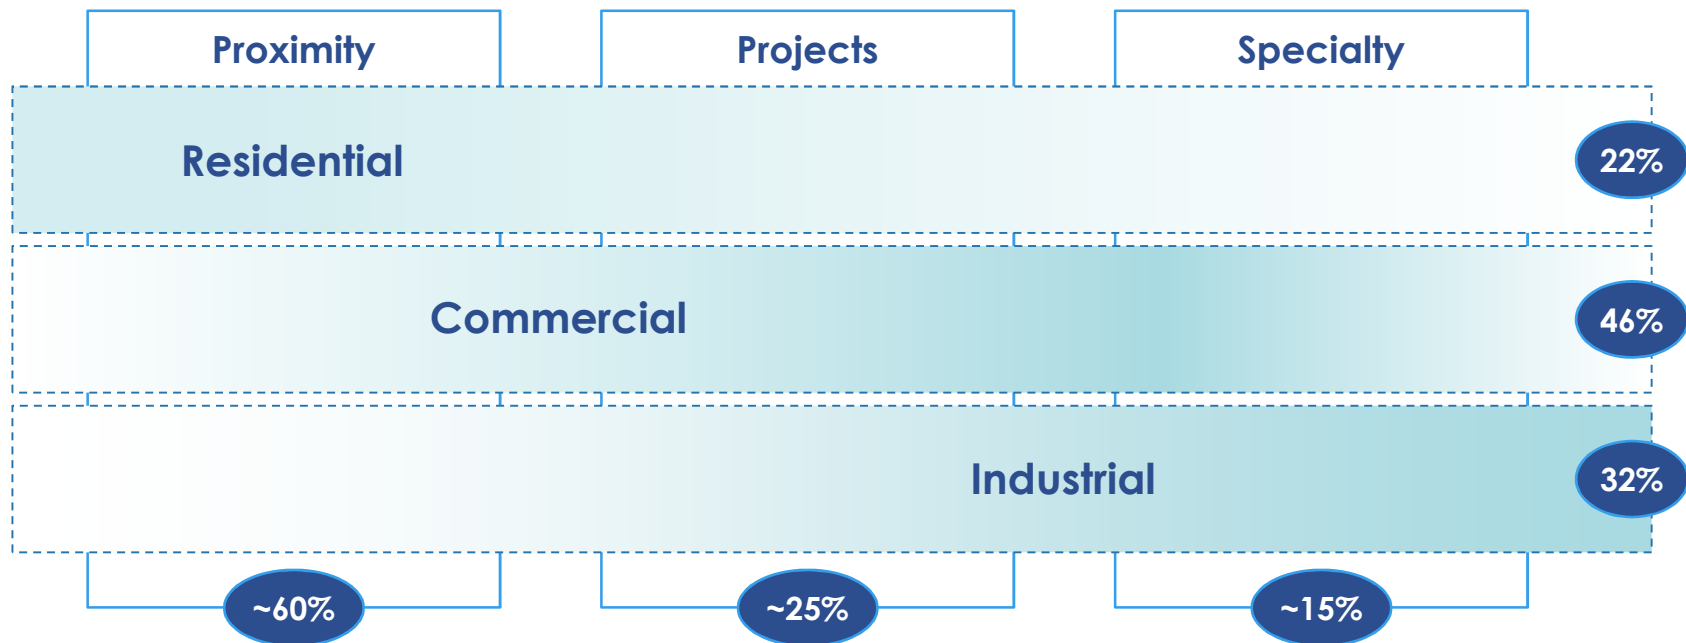 Proximity
Projects
Specialty
Residential
22%
Commercial
46%
Industrial
32%
~60%
~25%
~15%